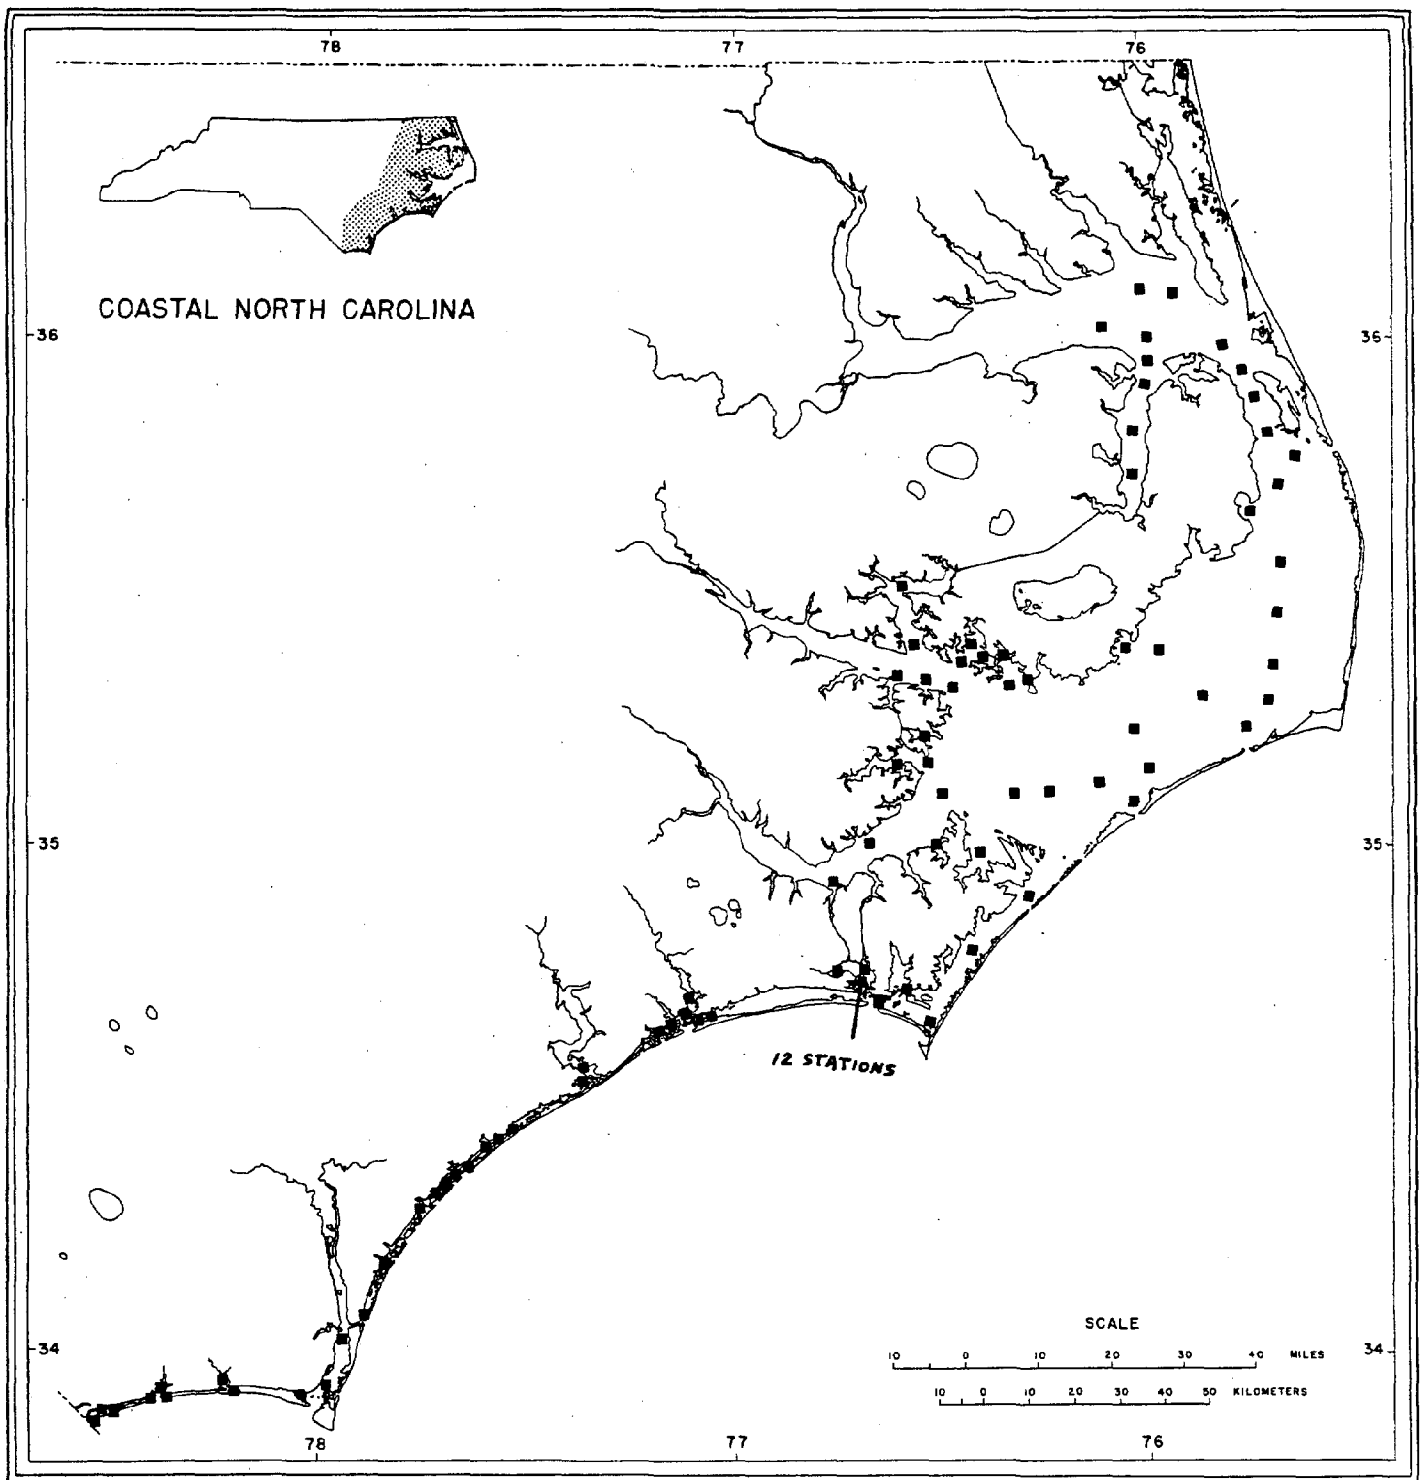 78 77 76
COASTAL NORTH CAROLINA
36 36
35 35
12 STATIONS
SCALE
34 34
10 0 10 20 30 40 MILES
10 0 10 20 30 40 50 KILOMETERS
78 77 76